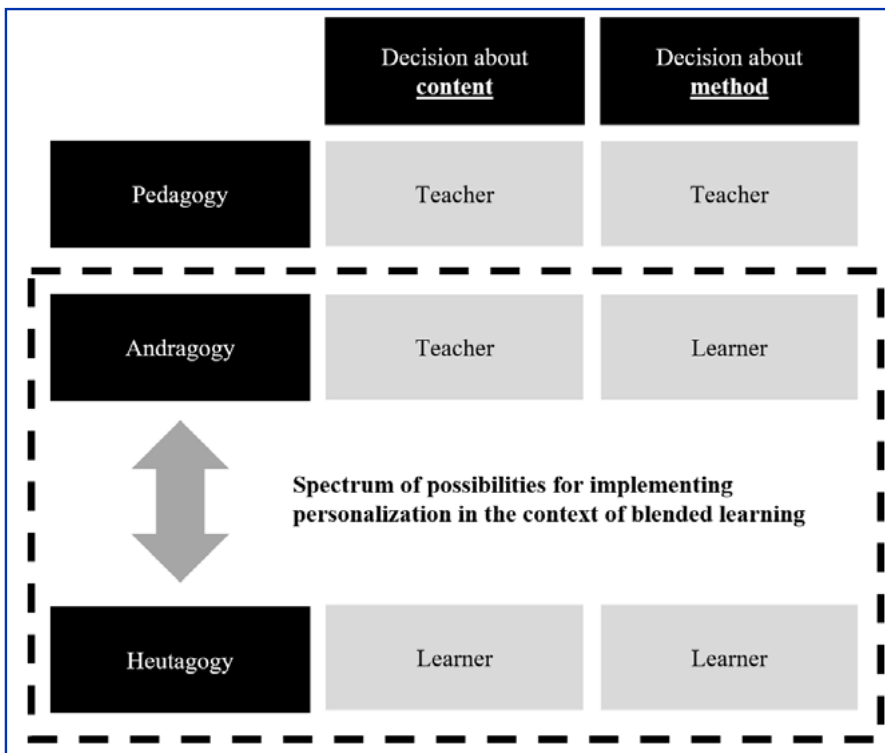 Decision about
content
Decision about
method
Pedagogy
Teacher
Teacher
Andragogy
Teacher
Learner
Spectrum of possibilities for implementing
personalization in the context of blended learning
Heutagogy
Learner
Learner